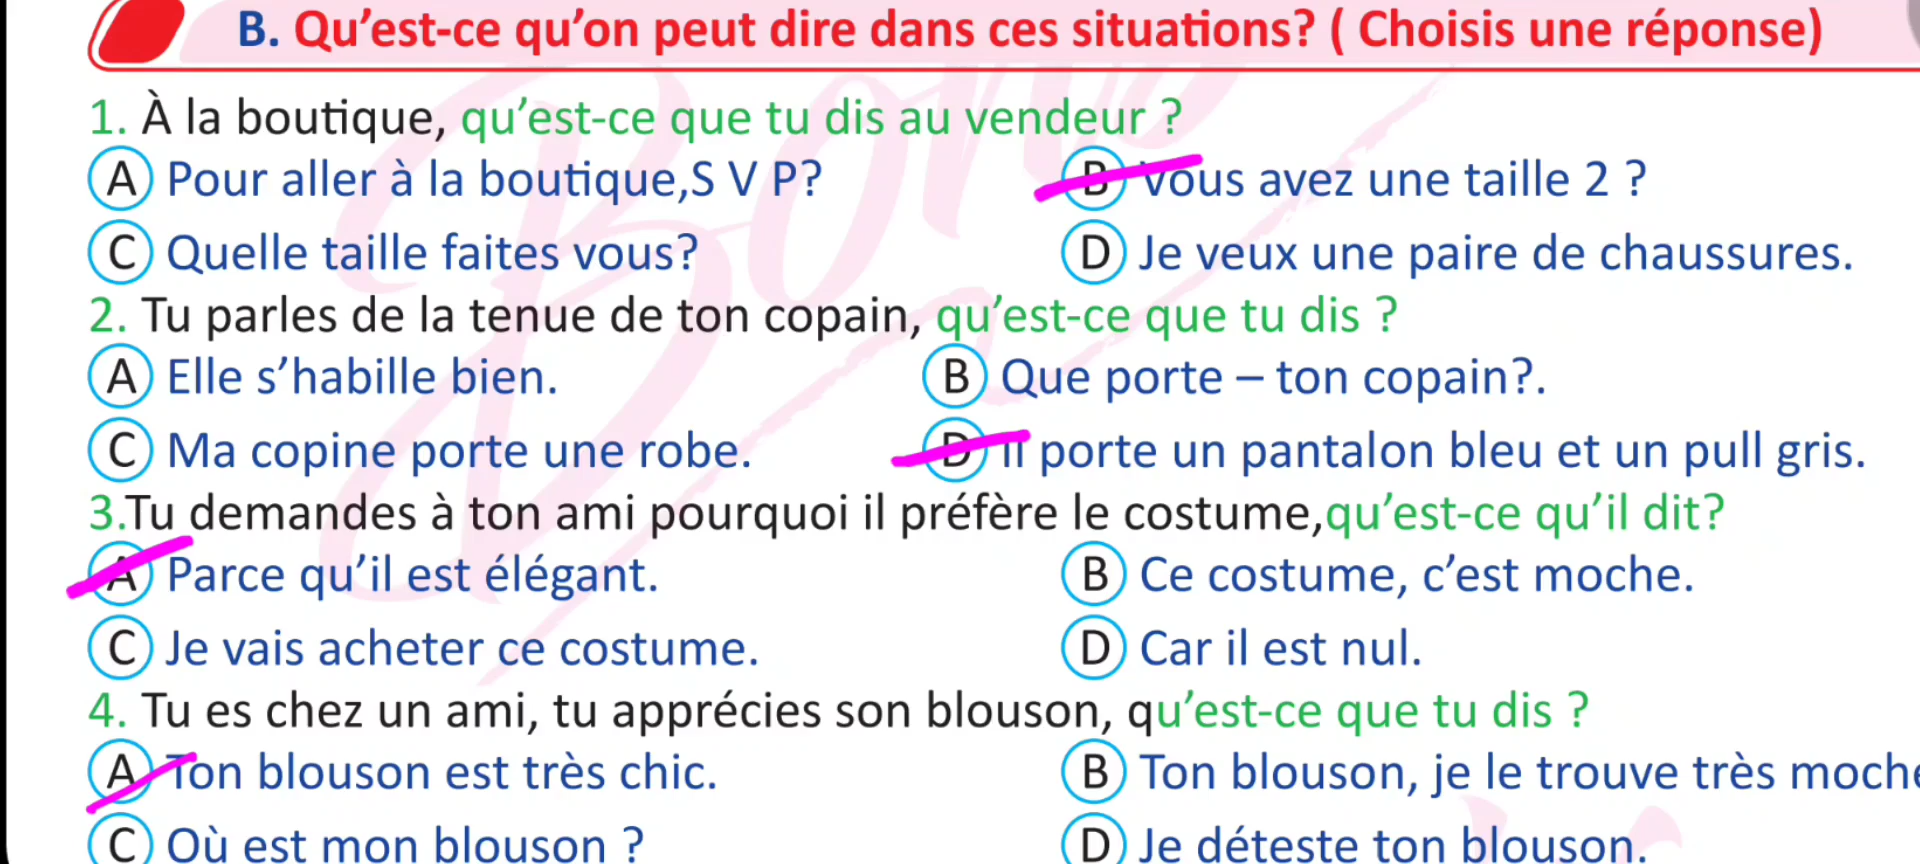 B. Qu’est-ce qu’on peut dire dans ces situations? ( Choisis une réponse)
1. À la boutique, qu’est-ce que tu dis au vendeur ?
A Pour aller à la boutique,S V P? B Vous avez une taille 2 ?
C Quelle taille faites vous? D Je veux une paire de chaussures.
2. Tu parles de la tenue de ton copain, qu’est-ce que tu dis ?
A Elle s’habille bien. B Que porte – ton copain?.
C Ma copine porte une robe. D Il porte un pantalon bleu et un pull gris.
3.Tu demandes à ton ami pourquoi il préfère le costume,qu’est-ce qu’il dit?
A Parce qu’il est élégant. B Ce costume, c’est moche.
C Je vais acheter ce costume. D Car il est nul.
4. Tu es chez un ami, tu apprécies son blouson, qu’est-ce que tu dis ?
A Ton blouson est très chic. B Ton blouson, je le trouve très moche
C Où est mon blouson ? D Je déteste ton blouson.